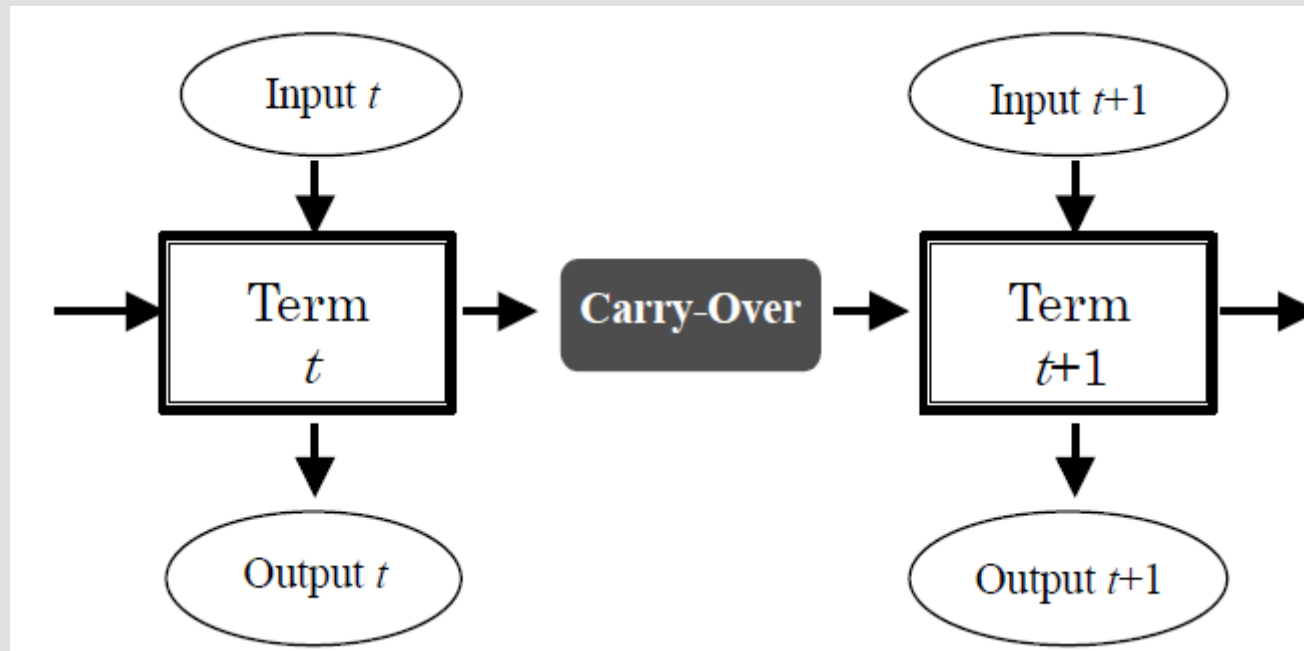 Input t
Input t+1
Term
t
Carry-Over
Term
t+1
Output t
Output t+1